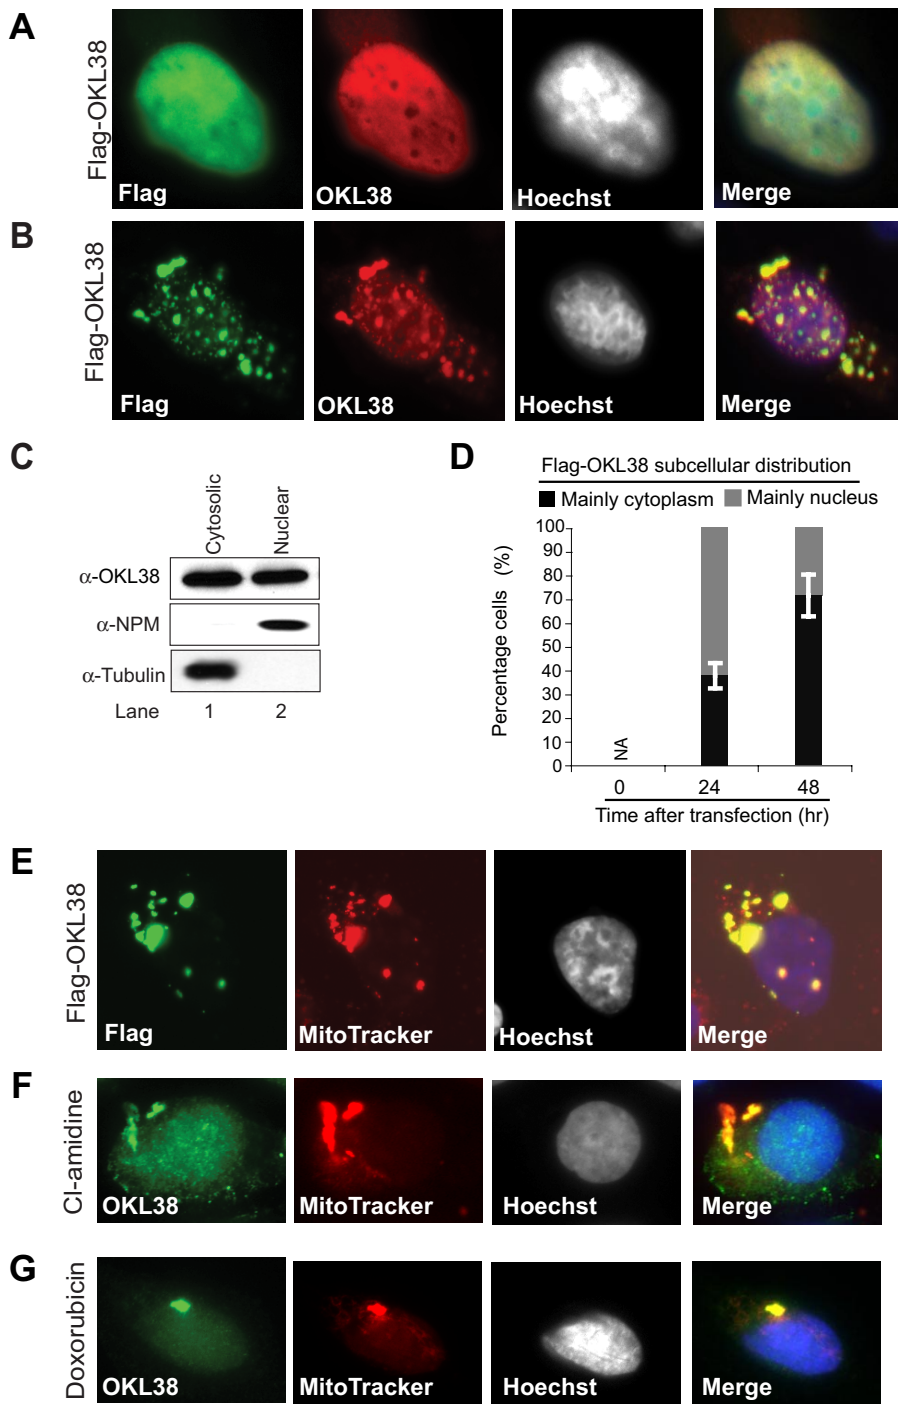 A
Flag-OKL38
Flag
OKL38
Hoechst
Merge
B
Flag-OKL38
Flag
OKL38
Hoechst
Merge
C
Cytosolic
Nuclear
α-OKL38
α-NPM
α-Tubulin
Lane 1 2
D
Flag-OKL38 subcellular distribution
Mainly cytoplasm Mainly nucleus
Percentage cells (%)
100
90
80
70
60
50
40
30
20
10
0
NA
0 24 48
Time after transfection (hr)
E
Flag-OKL38
Flag
MitoTracker
Hoechst
Merge
F
Cl-amidine
OKL38
MitoTracker
Hoechst
Merge
G
Doxorubicin
OKL38
MitoTracker
Hoechst
Merge